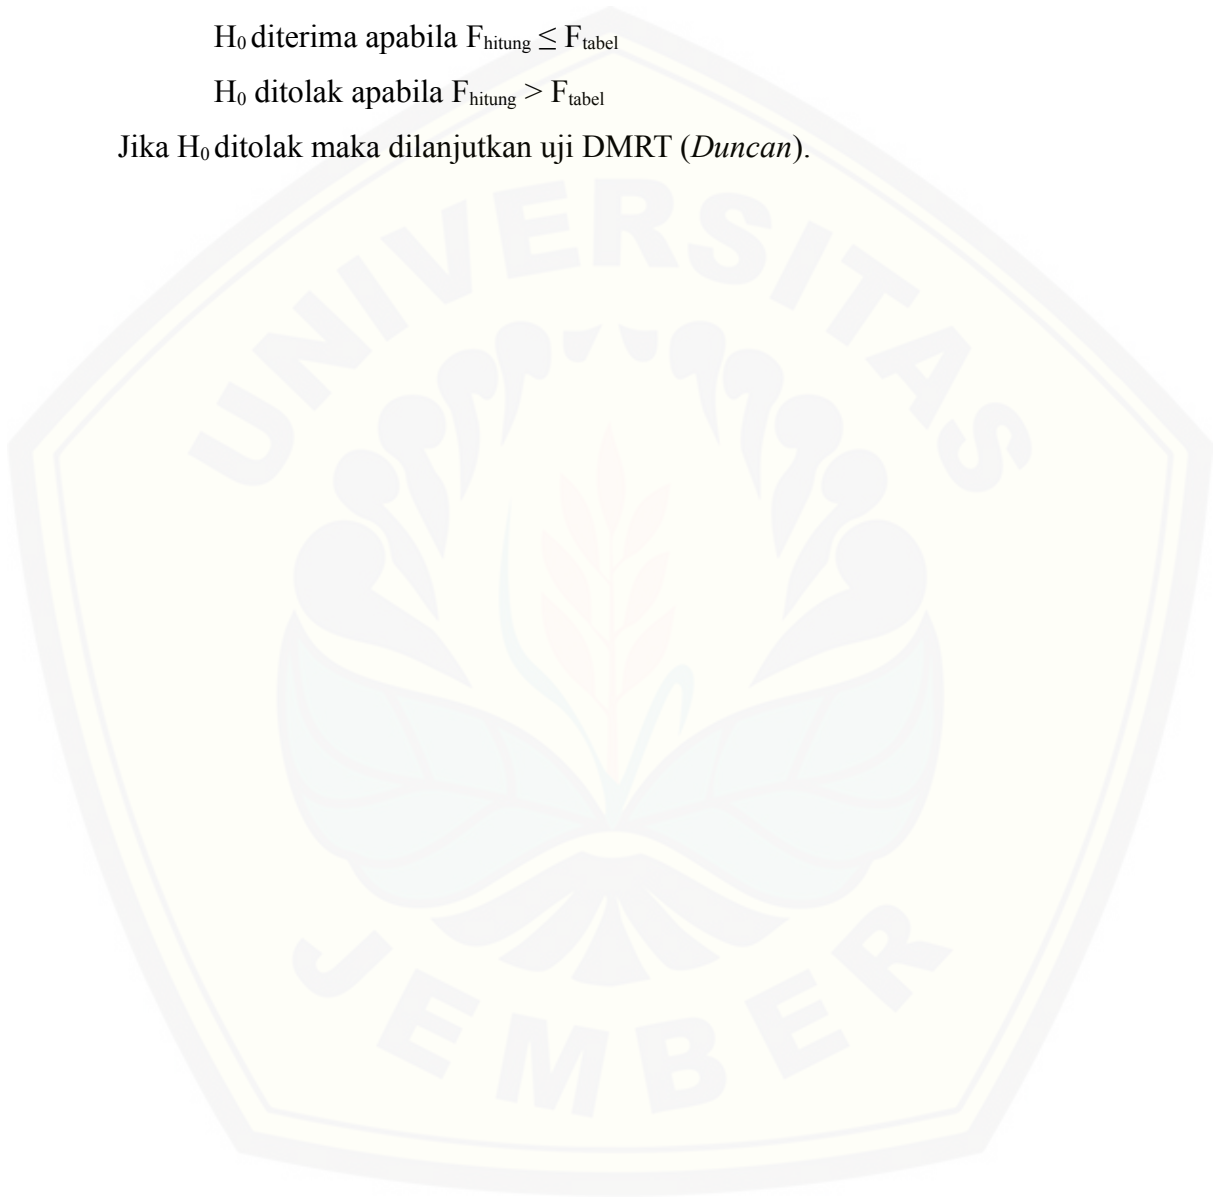 H₀ diterima apabila Fhitung ≤ Ftabel
H₀ ditolak apabila Fhitung > Ftabel
Jika H₀ ditolak maka dilanjutkan uji DMRT (Duncan).
UNIVERSITAS
JEMBER